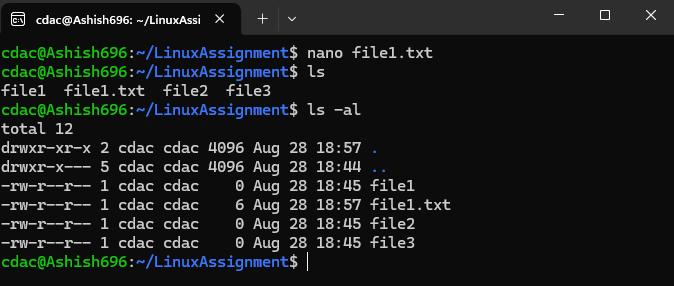 cdac@Ashish696: ~/LinuxAssi
cdac@Ashish696:~/LinuxAssignment$ nano file1.txt
cdac@Ashish696:~/LinuxAssignment$ ls
file1  file1.txt  file2  file3
cdac@Ashish696:~/LinuxAssignment$ ls -al
total 12
drwxr-xr-x 2 cdac cdac 4096 Aug 28 18:57 .
drwxr-x--- 5 cdac cdac 4096 Aug 28 18:44 ..
-rw-r--r-- 1 cdac cdac    0 Aug 28 18:45 file1
-rw-r--r-- 1 cdac cdac    6 Aug 28 18:57 file1.txt
-rw-r--r-- 1 cdac cdac    0 Aug 28 18:45 file2
-rw-r--r-- 1 cdac cdac    0 Aug 28 18:45 file3
cdac@Ashish696:~/LinuxAssignment$